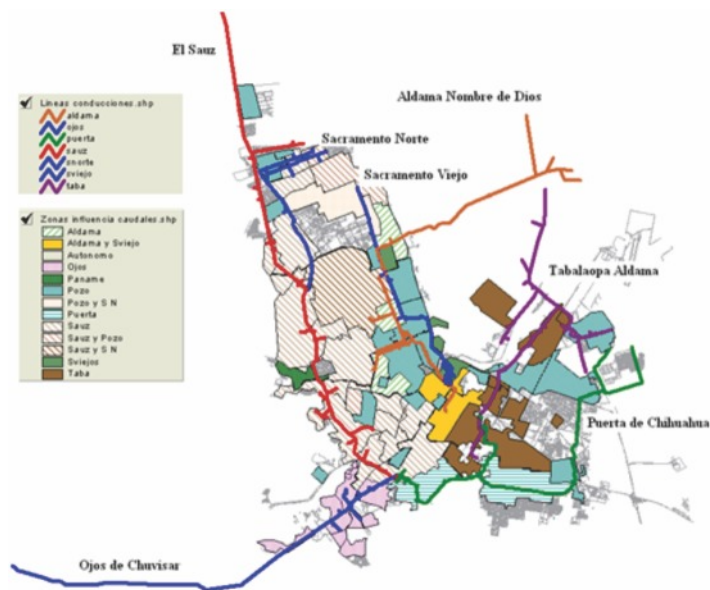 El Sauz
Aldama Nombre de Dios
Sacramento Norte
Sacramento Viejo
Tabalaopa Aldama
Puerta de Chihuahua
Ojos de Chuvisar
Líneas conducciones.shp
aldama
ojos
puerta
sauz
snorte
sviejo
taba
Zonas influencia caudales.shp
Aldama
Aldama y Sviejo
Autonomo
Ojos
Paname
Pozo
Pozo y S N
Puerta
Sauz
Sauz y Pozo
Sauz y S N
Sviejos
Taba